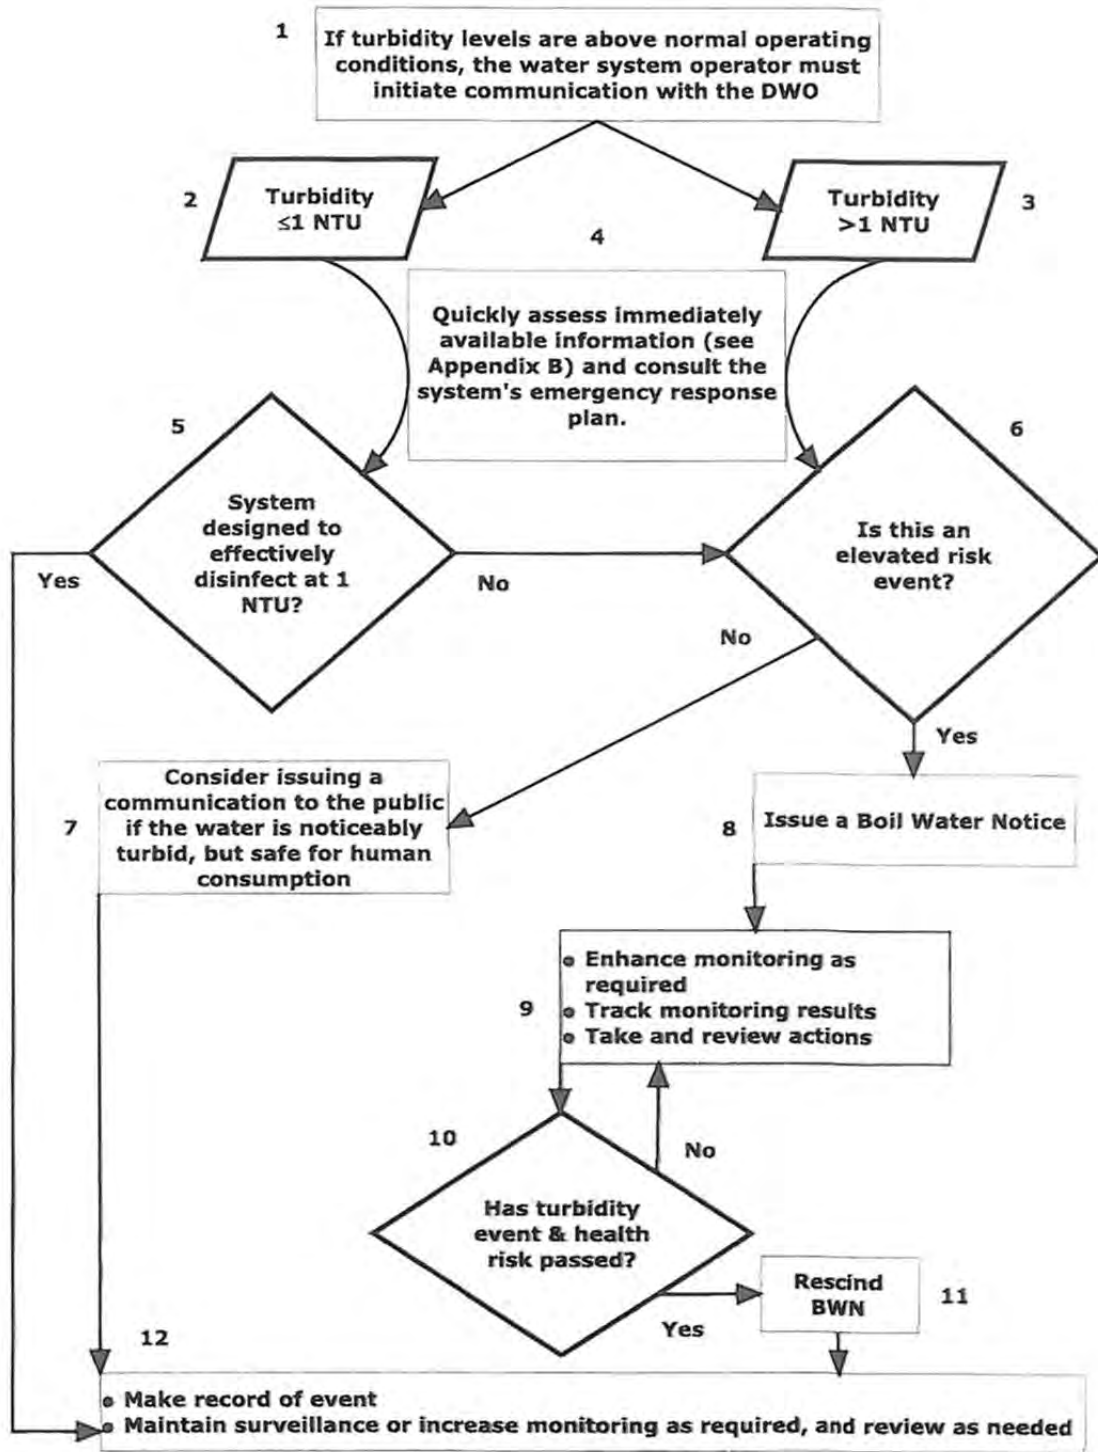 1
If turbidity levels are above normal operating
conditions, the water system operator must
initiate communication with the DWO
2
Turbidity
≤1 NTU
3
Turbidity
>1 NTU
4
Quickly assess immediately
available information (see
Appendix B) and consult the
system's emergency response
plan.
5
System
designed to
effectively
disinfect at 1
NTU?
Yes
No
6
Is this an
elevated risk
event?
No
Yes
7
Consider issuing a
communication to the public
if the water is noticeably
turbid, but safe for human
consumption
8
Issue a Boil Water Notice
9
• Enhance monitoring as
required
• Track monitoring results
• Take and review actions
10
Has turbidity
event & health
risk passed?
No
Yes
Rescind
BWN
11
12
• Make record of event
• Maintain surveillance or increase monitoring as required, and review as needed